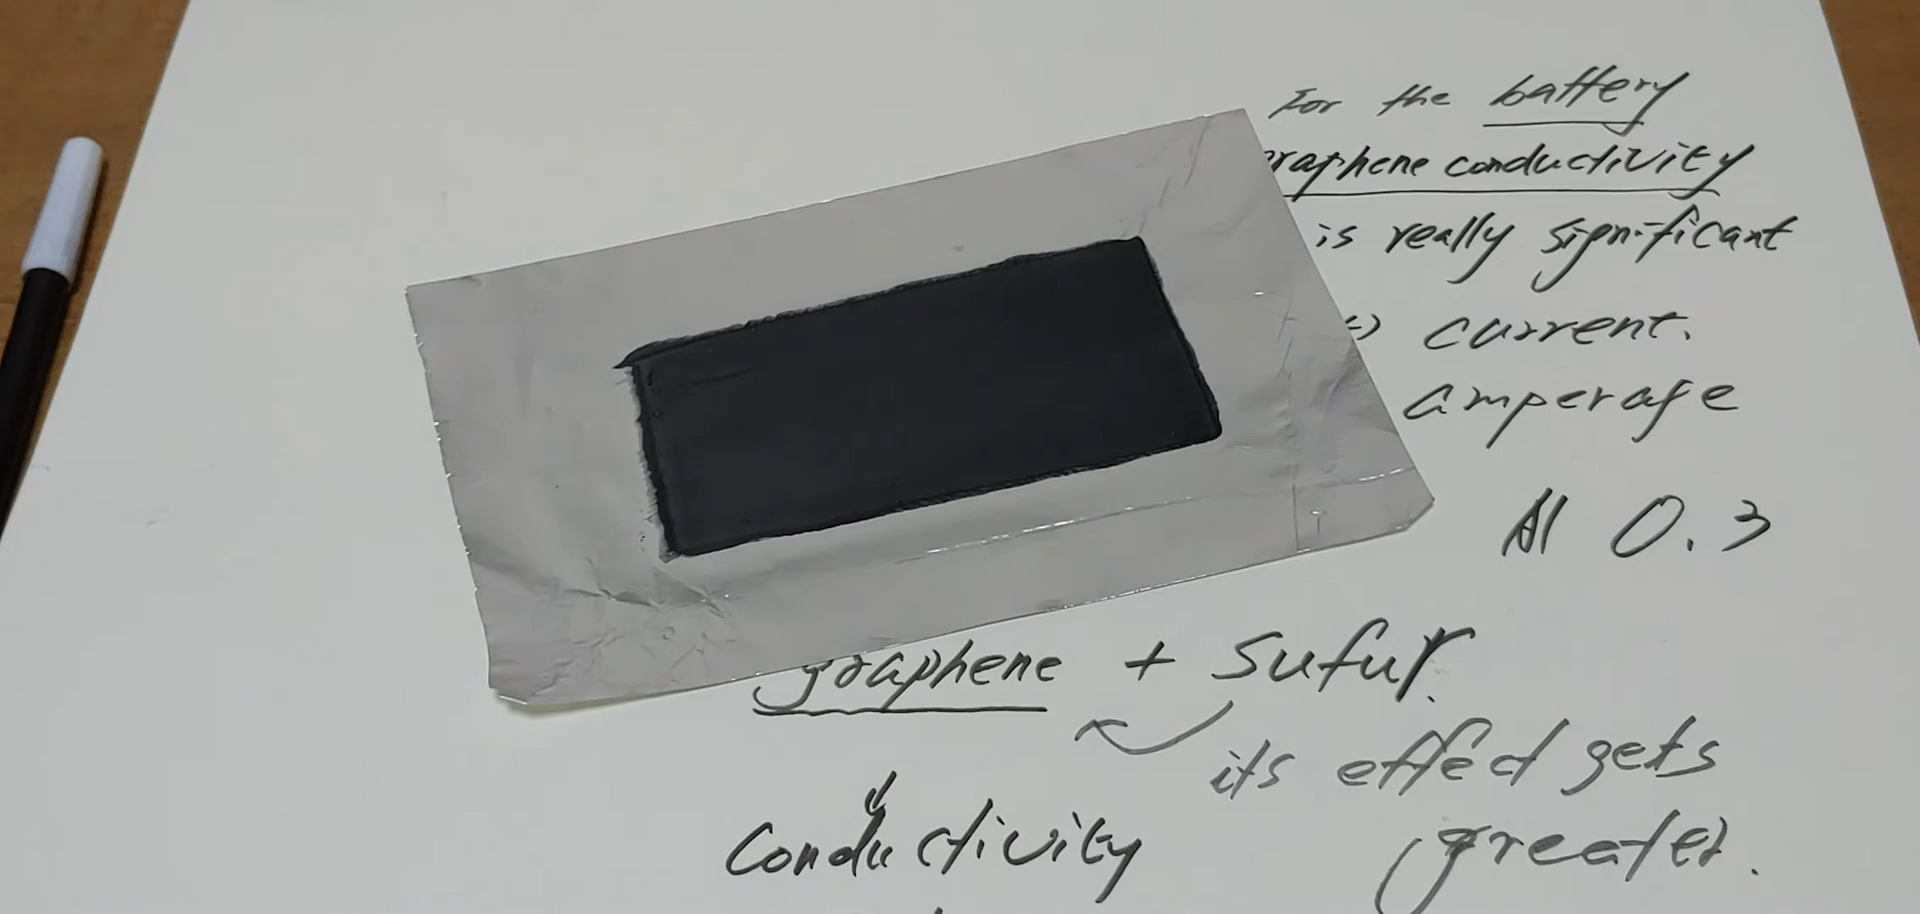 For the battery
graphene conductivity
is really significant
current.
amperage
Al 0.3
graphene + sufur.
its effect gets
greater.
Conductivity